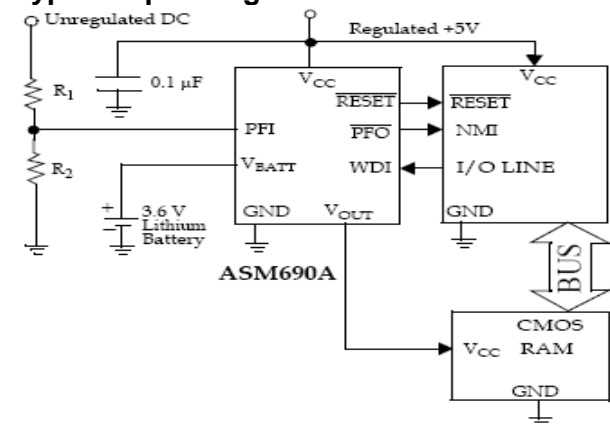 Unregulated DC
Regulated +5V
R1
0.1 μF
VCC
RESET
PFI
PFO
VBATT
WDI
GND
VOUT
R2
+
3.6 V
Lithium
Battery
ASM690A
VCC
RESET
NMI
I/O LINE
GND
BUS
CMOS
VCC RAM
GND